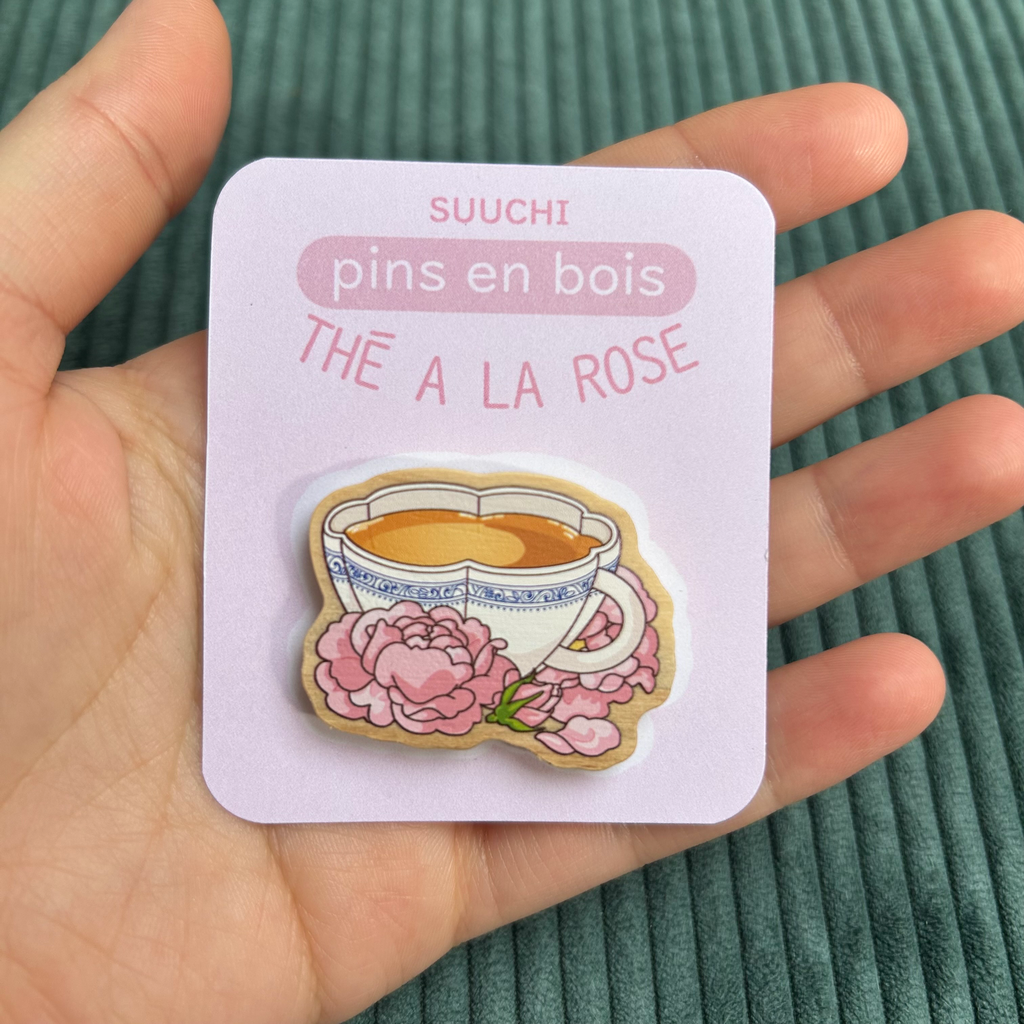 SUUCHI
pins en bois
THĒ A LA ROSE